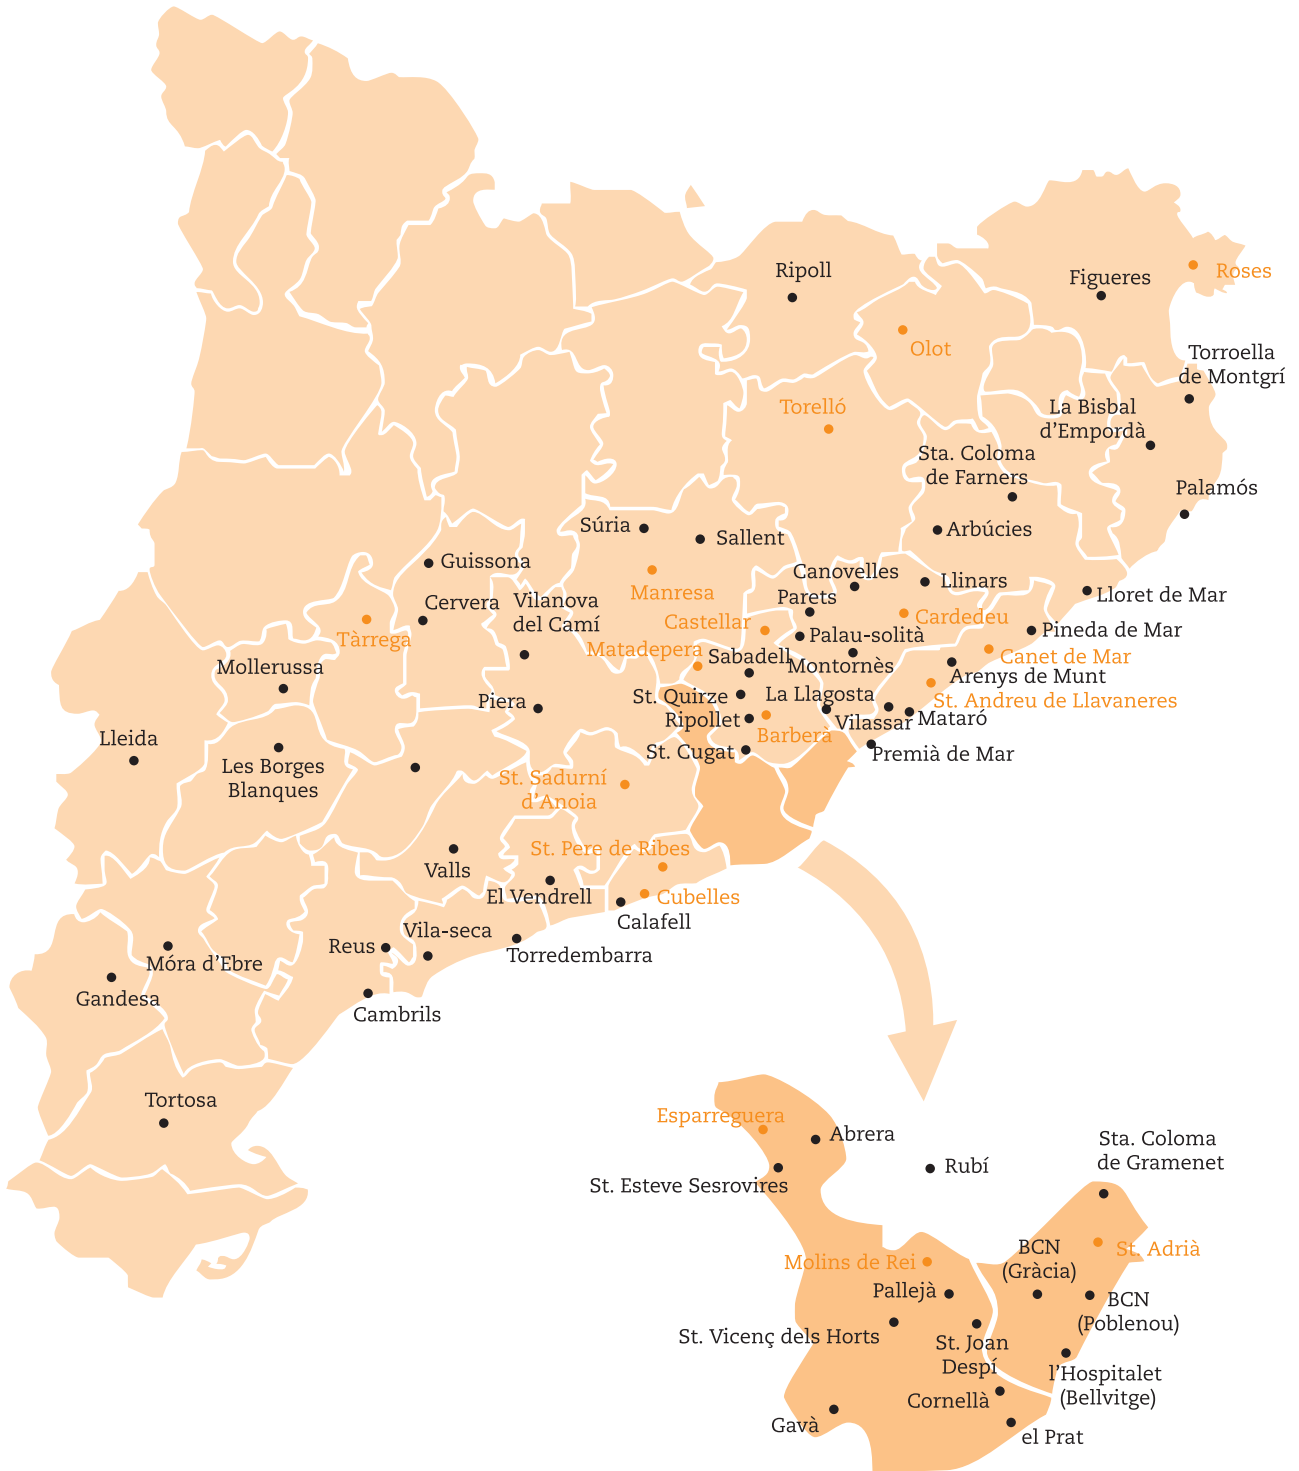 Ripoll
Figueres
Roses
Olot
Torroella
de Montgrí
Torelló
La Bisbal
d'Empordà
Sta. Coloma
de Farners
Palamós
Súria
Sallent
Arbúcies
Guissona
Canovelles
Llinars
Manresa
Parets
Lloret de Mar
Cervera
Vilanova
del Camí
Castellar
Cardedeu
Tàrrega
Palau-solità
Pineda de Mar
Matadepera
Sabadell
Montornès
Canet de Mar
Mollerussa
Arenys de Munt
St. Quirze
La Llagosta
St. Andreu de Llavaneres
Piera
Ripollet
Barberà
Vilassar
Mataró
Lleida
St. Cugat
Premià de Mar
Les Borges
Blanques
St. Sadurní
d'Anoia
St. Pere de Ribes
Valls
El Vendrell
Cubelles
Calafell
Vila-seca
Reus
Torredembarra
Móra d'Ebre
Gandesa
Cambrils
Tortosa
Esparreguera
Abrera
Sta. Coloma
de Gramenet
Rubí
St. Esteve Sesrovires
BCN
(Gràcia)
St. Adrià
Molins de Rei
Pallejà
BCN
(Poblenou)
St. Vicenç dels Horts
St. Joan
Despí
l'Hospitalet
(Bellvitge)
Cornellà
Gavà
el Prat